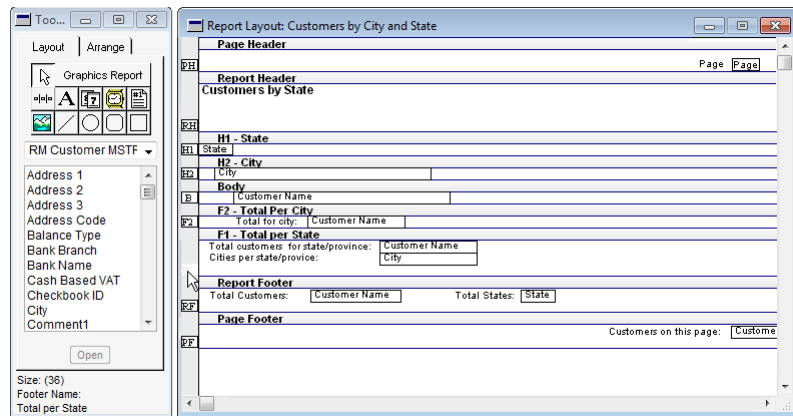 Too...
Layout
Arrange
Graphics Report
RM Customer MSTF
Address 1
Address 2
Address 3
Address Code
Balance Type
Bank Branch
Bank Name
Cash Based VAT
Checkbook ID
City
Comment1
Open
Size: (36)
Footer Name:
Total per State
Report Layout: Customers by City and State
Page Header
PH
Page Page
Report Header
Customers by State
RH
H1 - State
H1 State
H2 - City
H2 City
Body
B Customer Name
F2 - Total Per City
F2 Total for city: Customer Name
F1 - Total per State
Total customers for state/province: Customer Name
Cities per state/provice: City
Report Footer
Total Customers: Customer Name Total States: State
RF
Page Footer
Customers on this page: Custome
PF